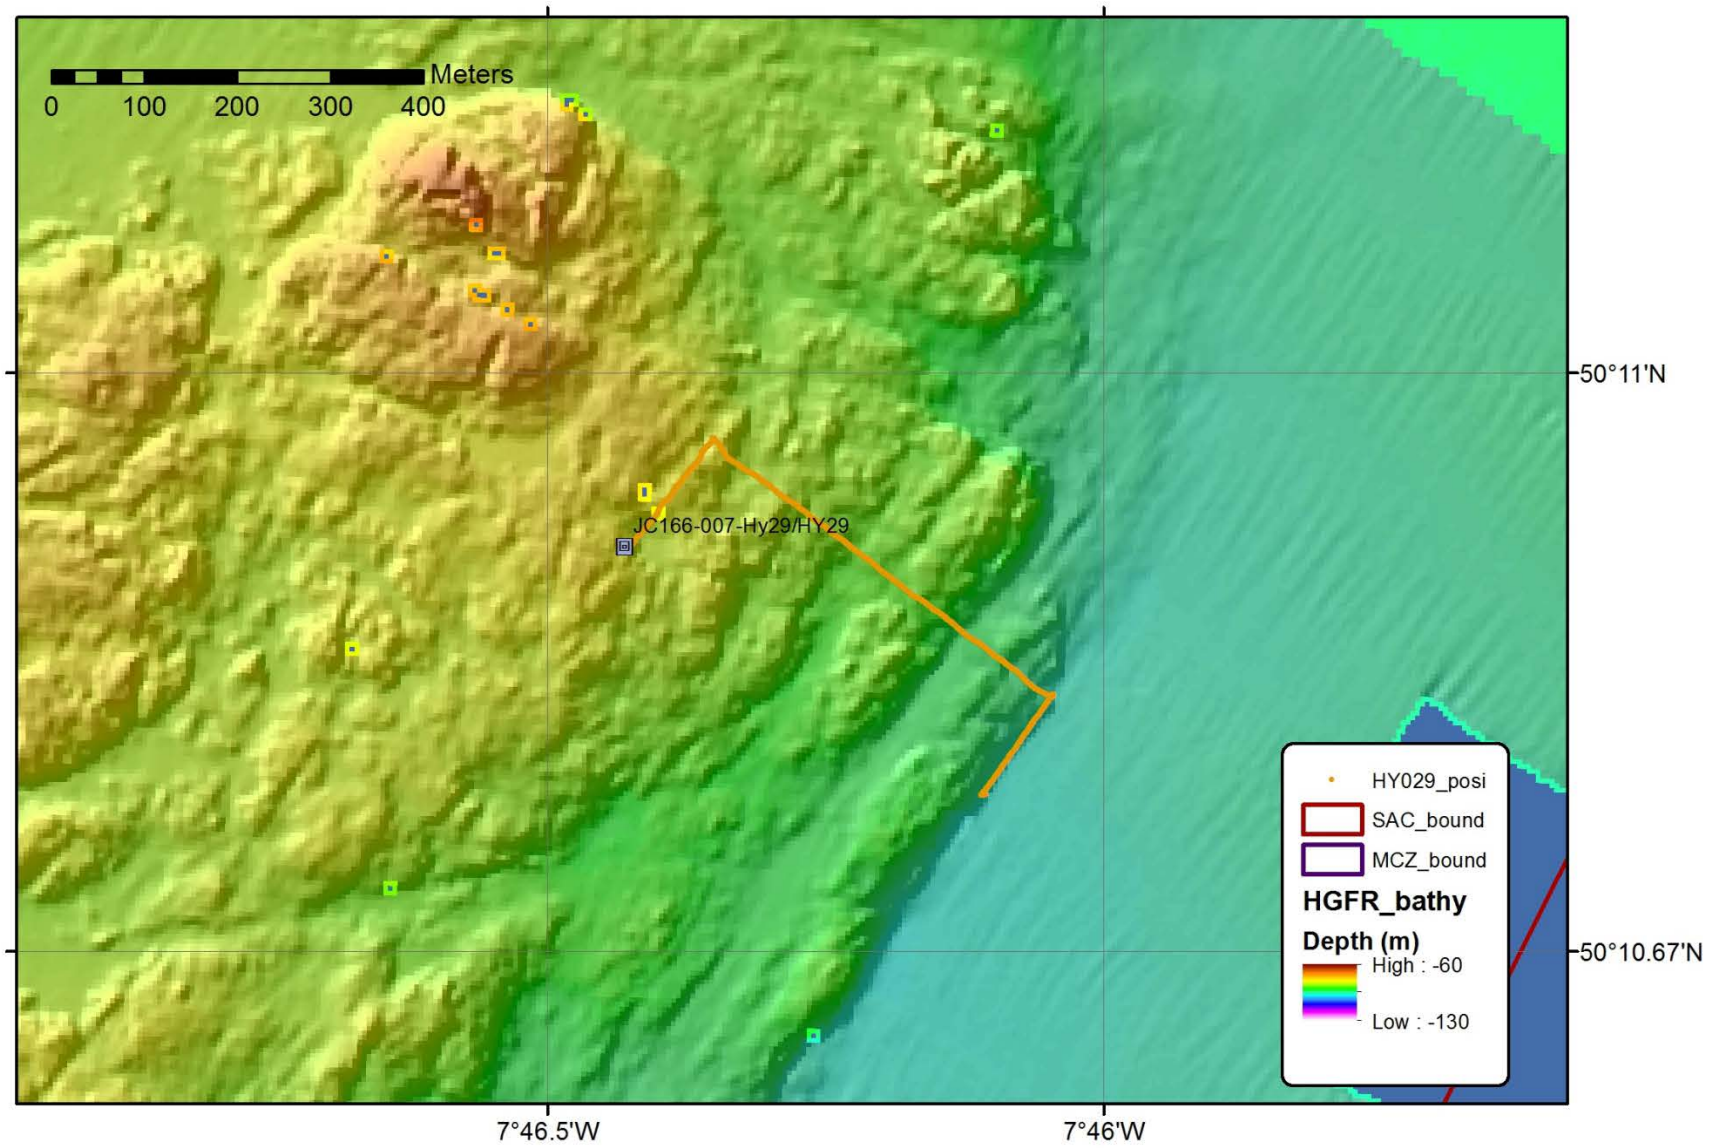 Meters
0 100 200 300 400
50°11'N
JC166-007-Hy29/HY29
HY029_posi
SAC_bound
MCZ_bound
HGFR_bathy
Depth (m)
High : -60
Low : -130
50°10.67'N
7°46.5'W 7°46'W